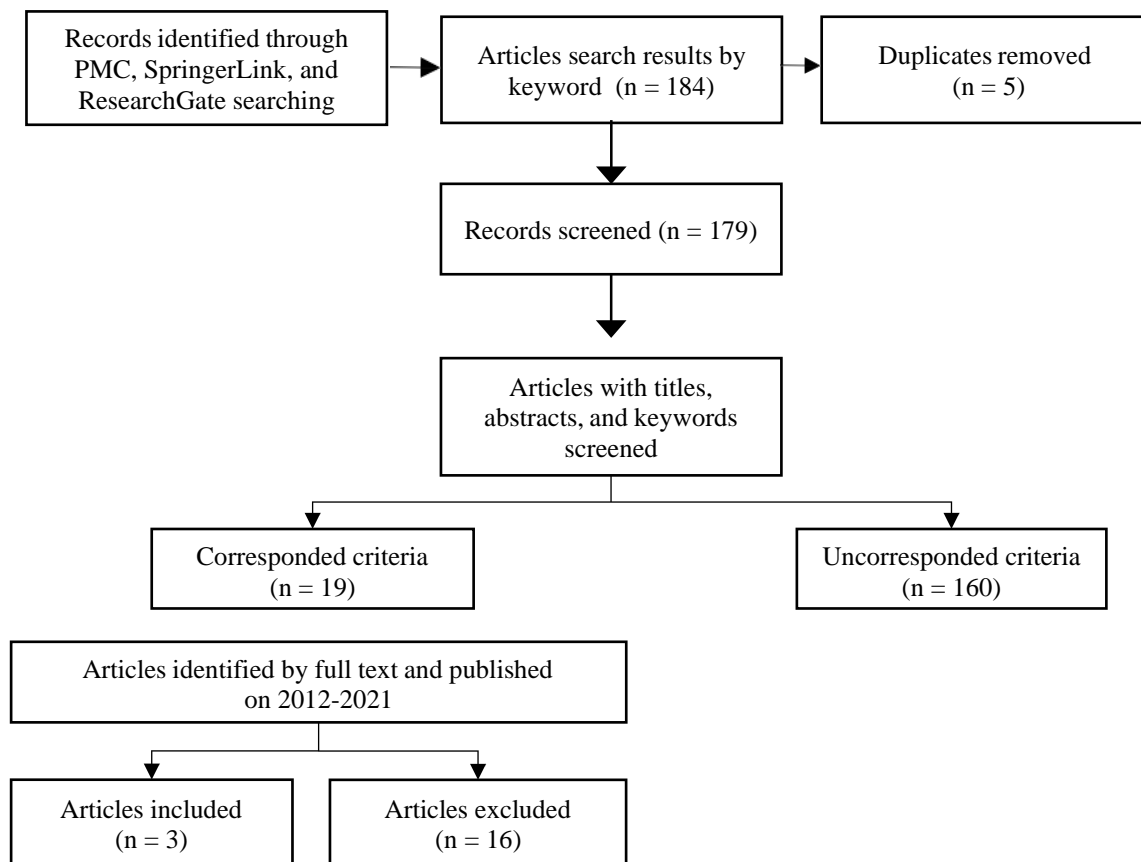 Records identified through
PMC, SpringerLink, and
ResearchGate searching
Articles search results by
keyword (n = 184)
Duplicates removed
(n = 5)
Records screened (n = 179)
Articles with titles,
abstracts, and keywords
screened
Corresponded criteria
(n = 19)
Uncorresponded criteria
(n = 160)
Articles identified by full text and published
on 2012-2021
Articles included
(n = 3)
Articles excluded
(n = 16)